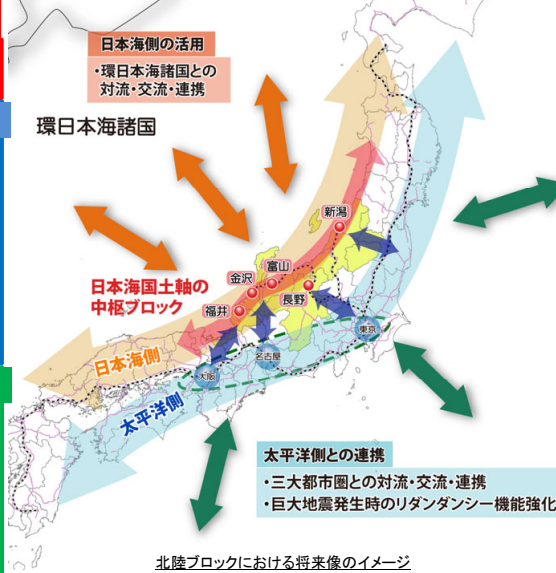 日本海側の活用
・環日本海諸国との
対流・交流・連携
環日本海諸国
新潟
富山
金沢
長野
福井
日本海国土軸の
中枢ブロック
東京
名古屋
大阪
日本海側
太平洋側
太平洋側との連携
・三大都市圏との対流・交流・連携
・巨大地震発生時のリダンダンシー機能強化
北陸ブロックにおける将来像のイメージ